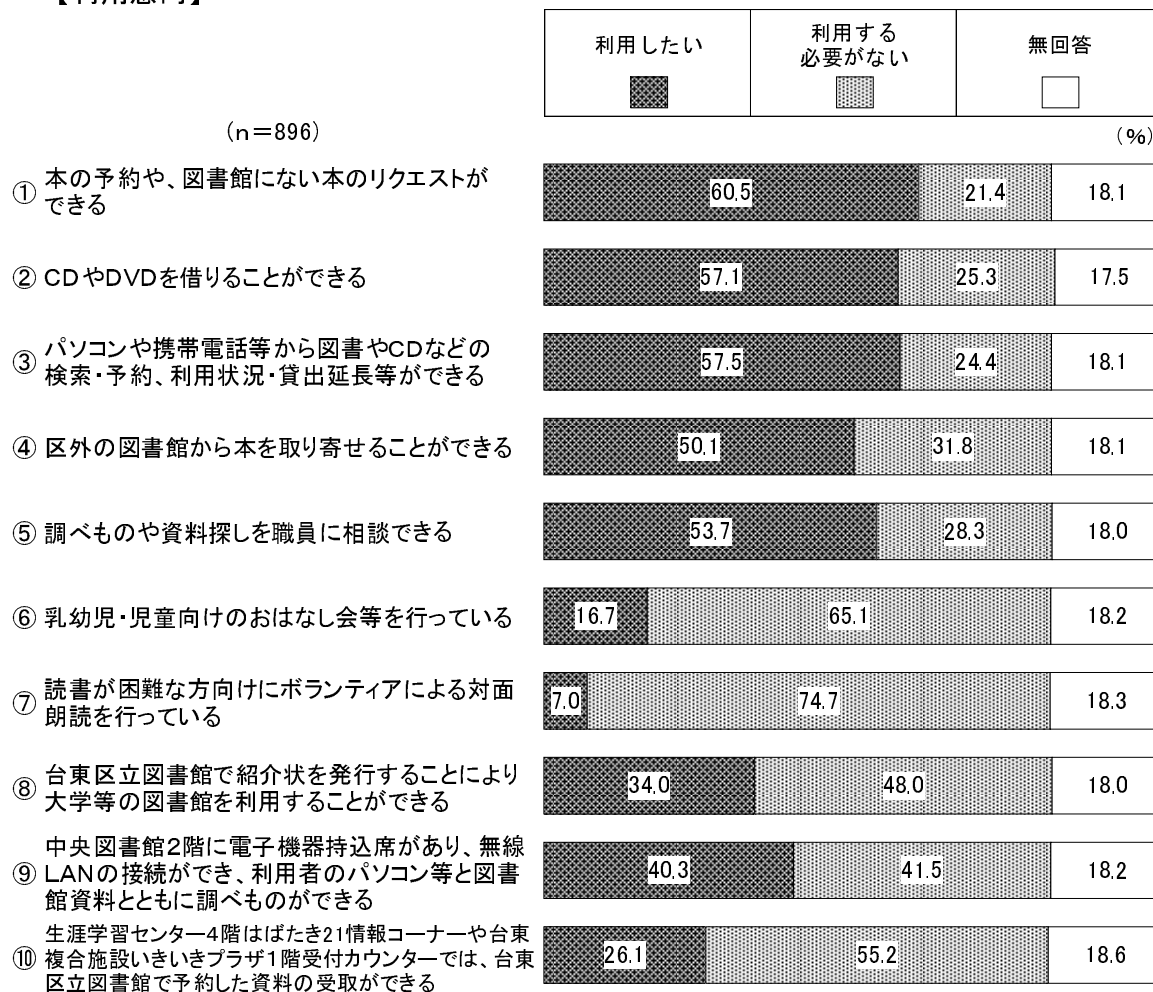 利用したい
利用する
必要がない
無回答
(n=896)
(%)
① 本の予約や、図書館にない本のリクエストが
できる
60.5 21.4 18.1
② CDやDVDを借りることができる
57.1 25.3 17.5
③ パソコンや携帯電話等から図書やCDなどの
検索・予約、利用状況・貸出延長等ができる
57.5 24.4 18.1
④ 区外の図書館から本を取り寄せることができる
50.1 31.8 18.1
⑤ 調べものや資料探しを職員に相談できる
53.7 28.3 18.0
⑥ 乳幼児・児童向けのおはなし会等を行っている
16.7 65.1 18.2
⑦ 読書が困難な方向けにボランティアによる対面
朗読を行っている
7.0 74.7 18.3
⑧ 台東区立図書館で紹介状を発行することにより
大学等の図書館を利用することができる
34.0 48.0 18.0
⑨ 中央図書館2階に電子機器持込席があり、無線
LANの接続ができ、利用者のパソコン等と図書
館資料とともに調べものができる
40.3 41.5 18.2
⑩ 生涯学習センター4階はばたき21情報コーナーや台東
複合施設いきいきプラザ1階受付カウンターでは、台東
区立図書館で予約した資料の受取ができる
26.1 55.2 18.6